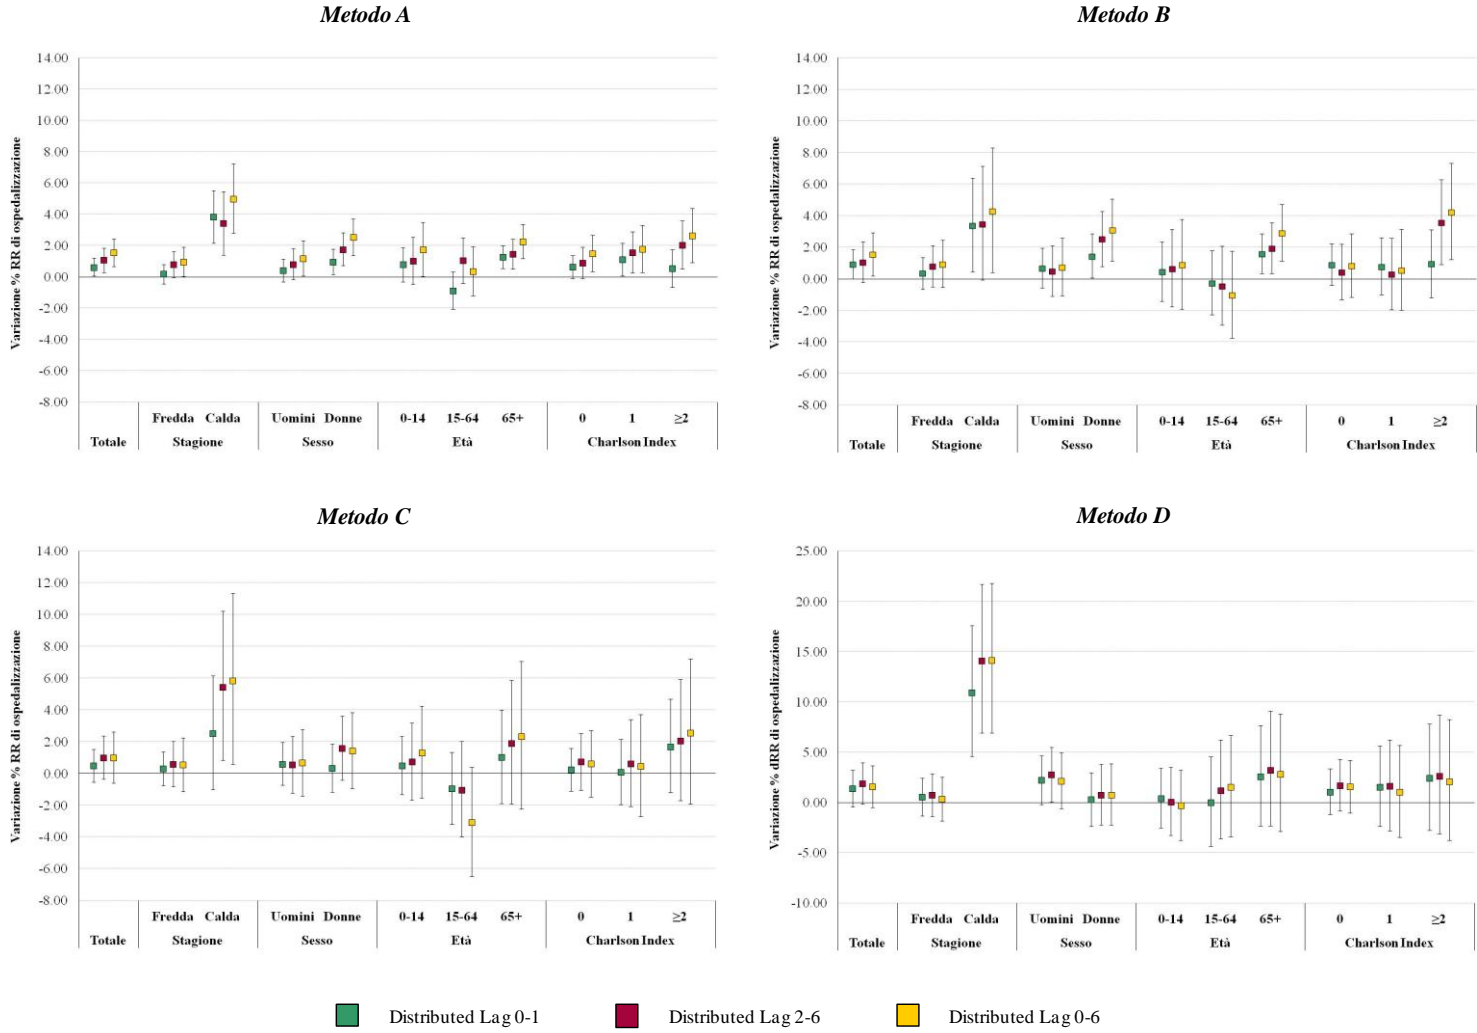 Metodo A
Variazione % RR di ospedalizzazione
14.00
12.00
10.00
8.00
6.00
4.00
2.00
0.00
-2.00
-4.00
-6.00
-8.00
Fredda Calda Uomini Donne 0-14 15-64 65+ 0 1 ≥2
Totale Stagione Sesso Età Charlson Index
Metodo B
Variazione % RR di ospedalizzazione
14.00
12.00
10.00
8.00
6.00
4.00
2.00
0.00
-2.00
-4.00
-6.00
-8.00
Fredda Calda Uomini Donne 0-14 15-64 65+ 0 1 ≥2
Totale Stagione Sesso Età Charlson Index
Metodo C
Variazione % RR di ospedalizzazione
14.00
12.00
10.00
8.00
6.00
4.00
2.00
0.00
-2.00
-4.00
-6.00
-8.00
Fredda Calda Uomini Donne 0-14 15-64 65+ 0 1 ≥2
Totale Stagione Sesso Età Charlson Index
Metodo D
Variazione % dRR di ospedalizzazione
25.00
20.00
15.00
10.00
5.00
0.00
-5.00
-10.00
Fredda Calda Uomini Donne 0-14 15-64 65+ 0 1 ≥2
Totale Stagione Sesso Età Charlson Index
Distributed Lag 0-1 Distributed Lag 2-6 Distributed Lag 0-6